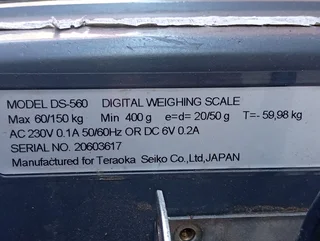 MODEL DS-560 DIGITAL WEIGHING SCALE
Max 60/150 kg Min 400 g e=d= 20/50 g T=- 59,98 kg
AC 230V 0.1A 50/60Hz OR DC 6V 0.2A
SERIAL NO. 20603617
Manufactured for Teraoka Seiko Co.,Ltd,JAPAN